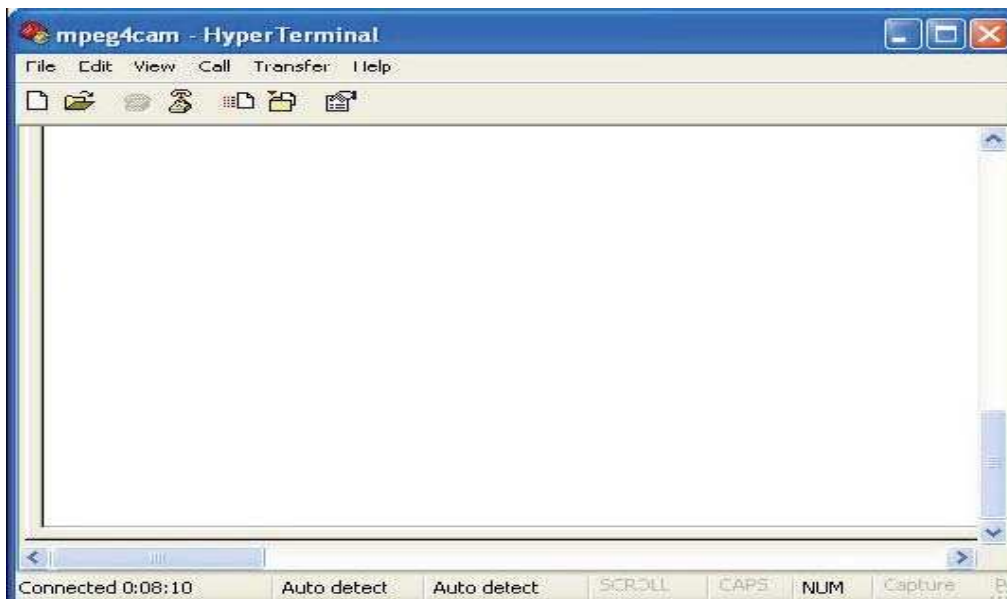 mpeg4cam - HyperTerminal
File Edit View Call Transfer Help
Connected 0:08:10 Auto detect Auto detect SCROLL CAPS NUM Capture